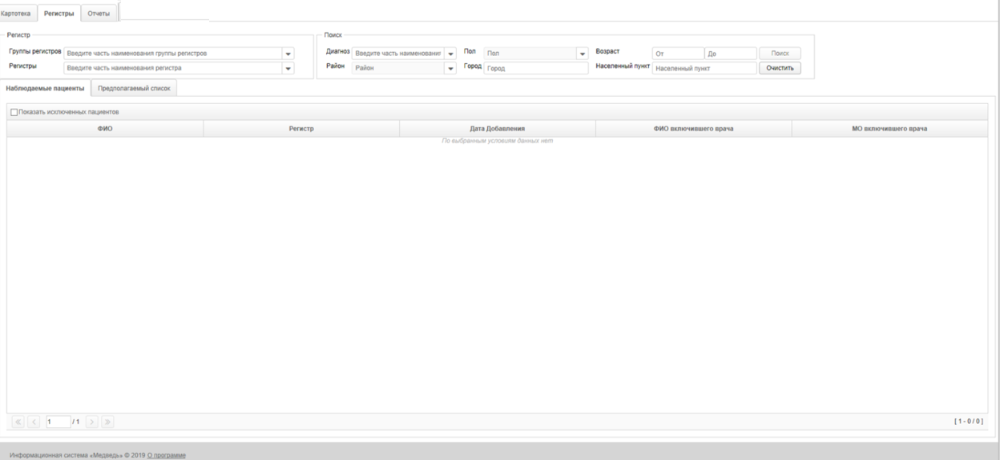 Картотека Регистры Отчеты
Регистр Поиск
Группы регистров Введите часть наименования группы регистров Диагноз Введите часть наименования Пол Пол Возраст От До Поиск
Регистры Введите часть наименования регистра Район Район Город Город Населенный пункт Населенный пункт Очистить
Наблюдаемые пациенты Предполагаемый список
Показать исключенных пациентов
ФИО Регистр Дата Добавления ФИО включившего врача МО включившего врача
По выбранным условиям данных нет
1 / 1 [ 1 - 0 / 0 ]
Информационная система «Медведь» © 2019 О программе